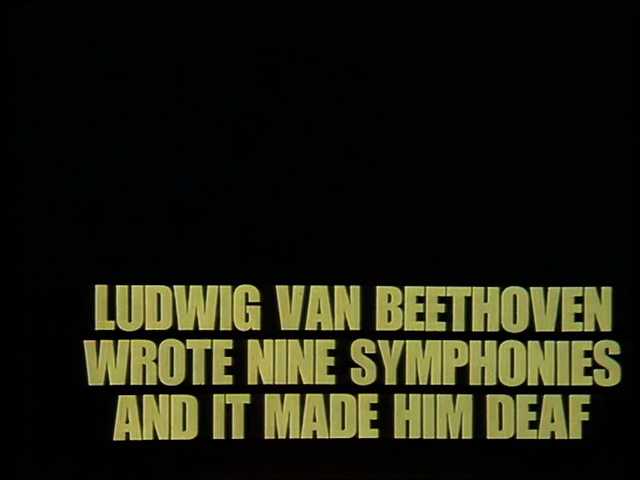 LUDWIG VAN BEETHOVEN
WROTE NINE SYMPHONIES
AND IT MADE HIM DEAF